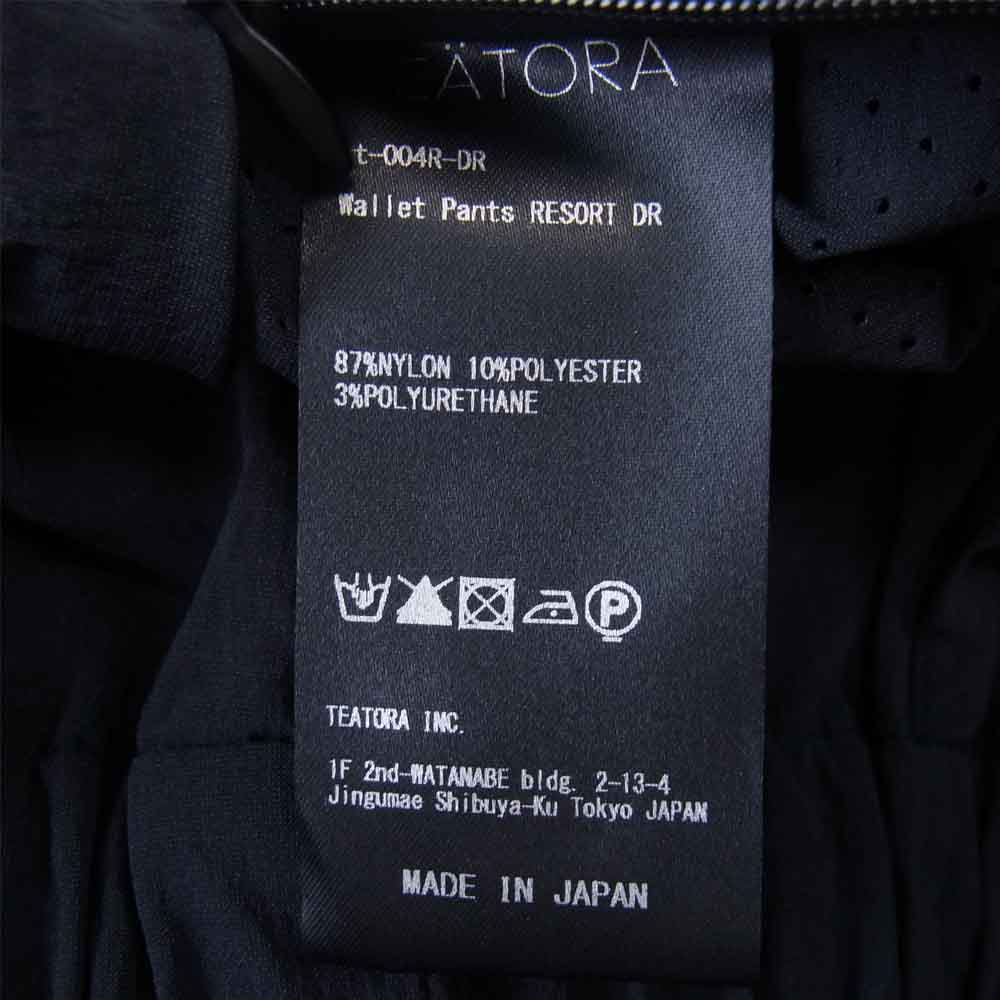 EÄTORA
t-004R-DR
Wallet Pants RESORT DR
87%NYLON 10%POLYESTER
3%POLYURETHANE
P
TEATORA INC.
1F 2nd-WATANABE bldg. 2-13-4
Jingumae Shibuya-Ku Tokyo JAPAN
MADE IN JAPAN